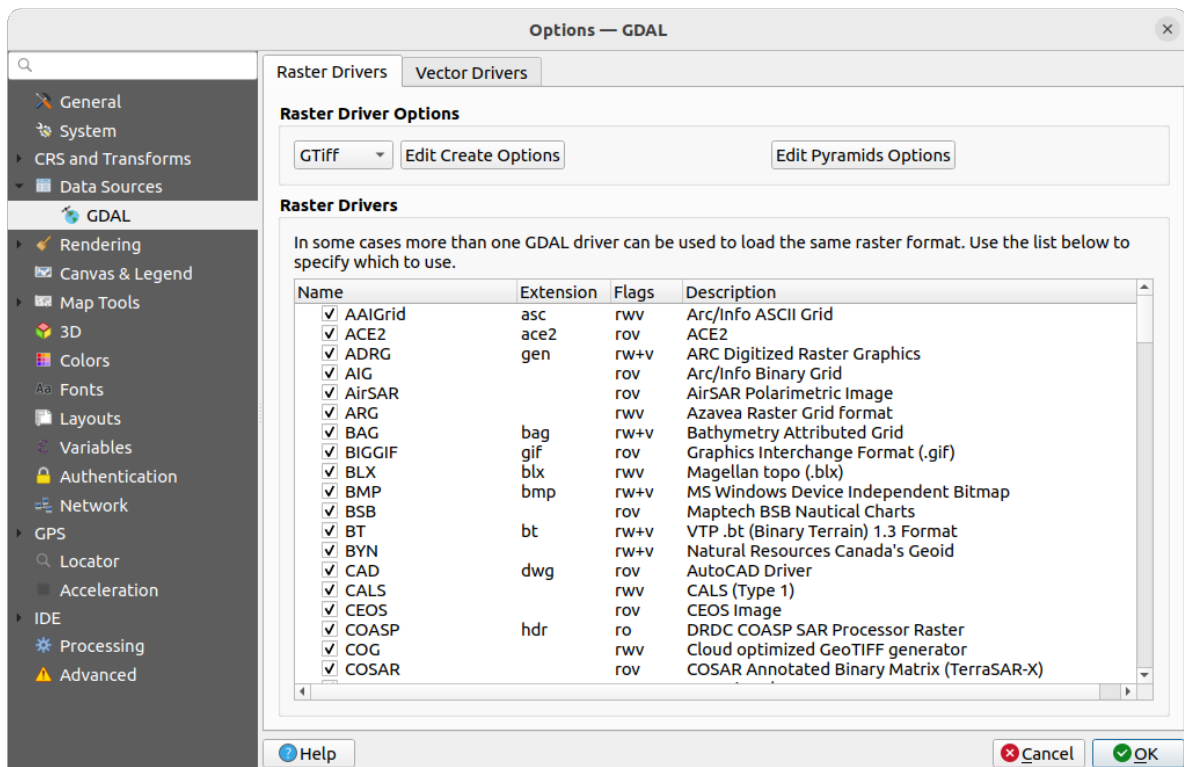 Options — GDAL
Raster Drivers Vector Drivers
General
System
CRS and Transforms
Data Sources
GDAL
Rendering
Canvas & Legend
Map Tools
3D
Colors
Aa Fonts
Layouts
Variables
Authentication
Network
GPS
Locator
Acceleration
IDE
Processing
Advanced
Raster Driver Options
GTiff Edit Create Options Edit Pyramids Options
Raster Drivers
In some cases more than one GDAL driver can be used to load the same raster format. Use the list below to
specify which to use.
Name Extension Flags Description
AAIGrid asc rwv Arc/Info ASCII Grid
ACE2 ace2 rov ACE2
ADRG gen rw+v ARC Digitized Raster Graphics
AIG rov Arc/Info Binary Grid
AirSAR rov AirSAR Polarimetric Image
ARG rwv Azavea Raster Grid format
BAG bag rw+v Bathymetry Attributed Grid
BIGGIF gif rov Graphics Interchange Format (.gif)
BLX blx rwv Magellan topo (.blx)
BMP bmp rw+v MS Windows Device Independent Bitmap
BSB rov Maptech BSB Nautical Charts
BT bt rw+v VTP .bt (Binary Terrain) 1.3 Format
BYN rw+v Natural Resources Canada's Geoid
CAD dwg rov AutoCAD Driver
CALS rwv CALS (Type 1)
CEOS rov CEOS Image
COASP hdr ro DRDC COASP SAR Processor Raster
COG rwv Cloud optimized GeoTIFF generator
COSAR rov COSAR Annotated Binary Matrix (TerraSAR-X)
Help Cancel OK